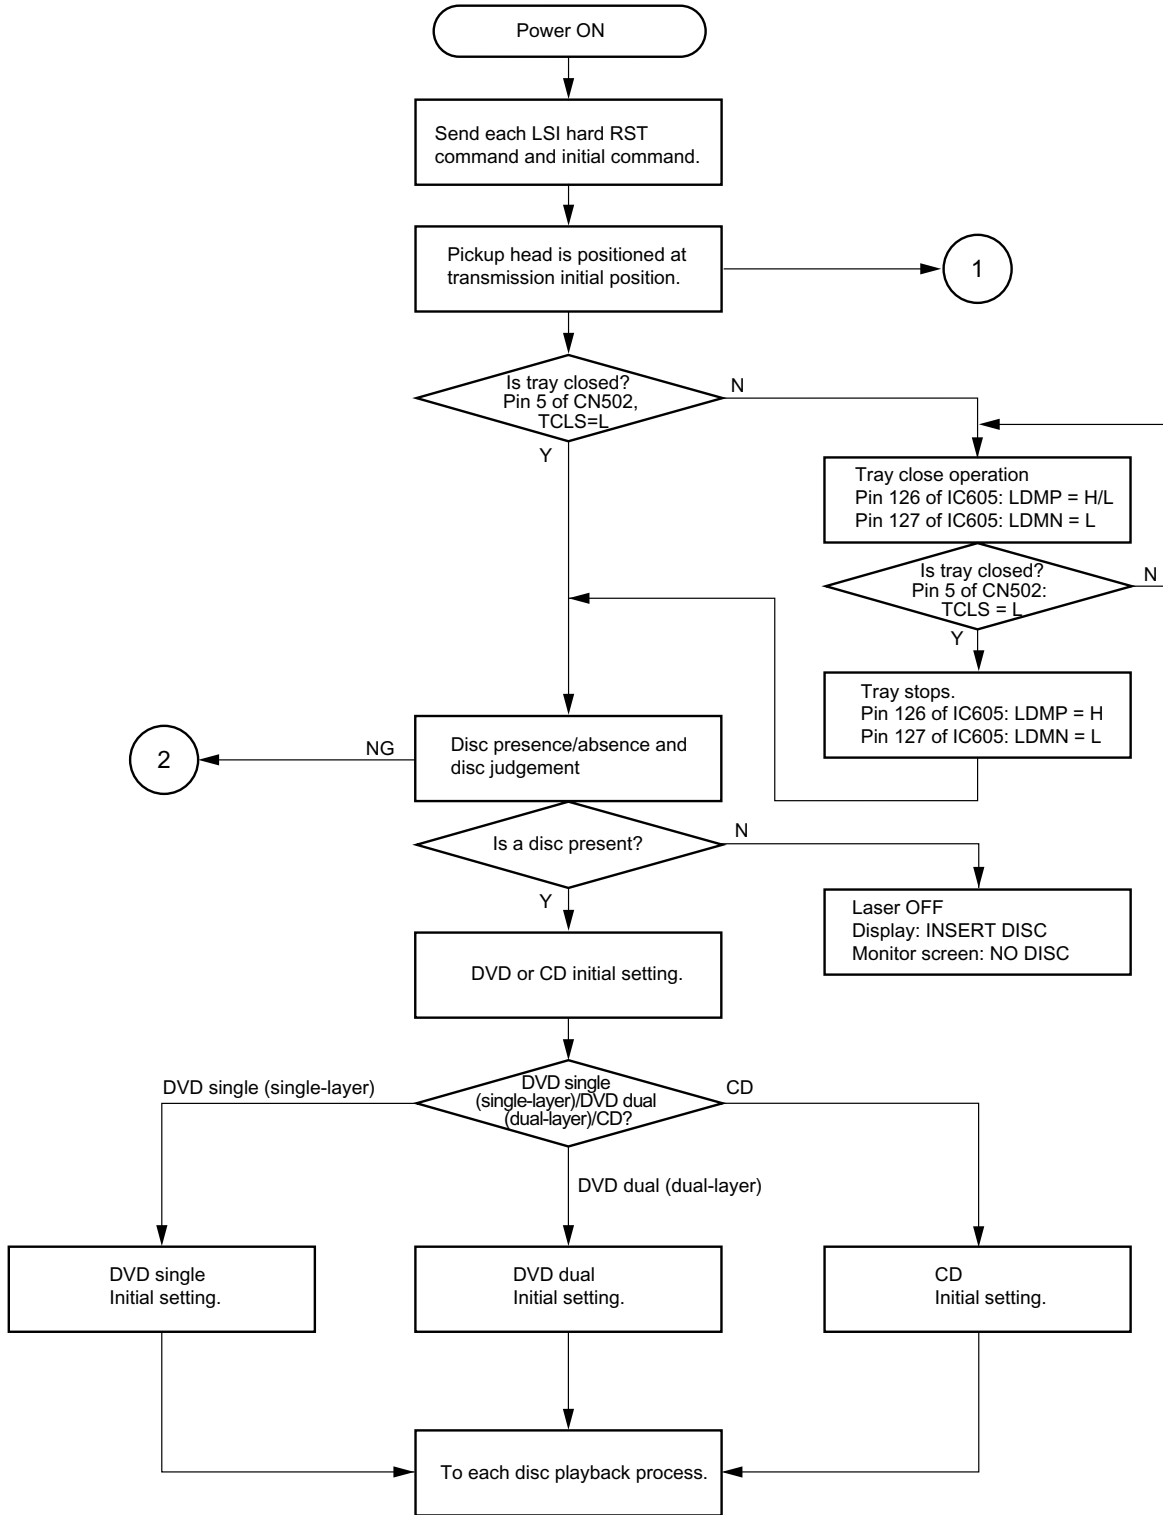 Power ON
Send each LSI hard RST
command and initial command.
Pickup head is positioned at
transmission initial position.
1
Is tray closed?
Pin 5 of CN502,
TCLS=L
N
Y
Tray close operation
Pin 126 of IC605: LDMP = H/L
Pin 127 of IC605: LDMN = L
Is tray closed?
Pin 5 of CN502:
TCLS = L
N
Y
Tray stops.
Pin 126 of IC605: LDMP = H
Pin 127 of IC605: LDMN = L
2
NG
Disc presence/absence and
disc judgement
Is a disc present?
N
Y
Laser OFF
Display: INSERT DISC
Monitor screen: NO DISC
DVD or CD initial setting.
DVD single (single-layer)
DVD single
(single-layer)/DVD dual
(dual-layer)/CD?
CD
DVD dual (dual-layer)
DVD single
Initial setting.
DVD dual
Initial setting.
CD
Initial setting.
To each disc playback process.